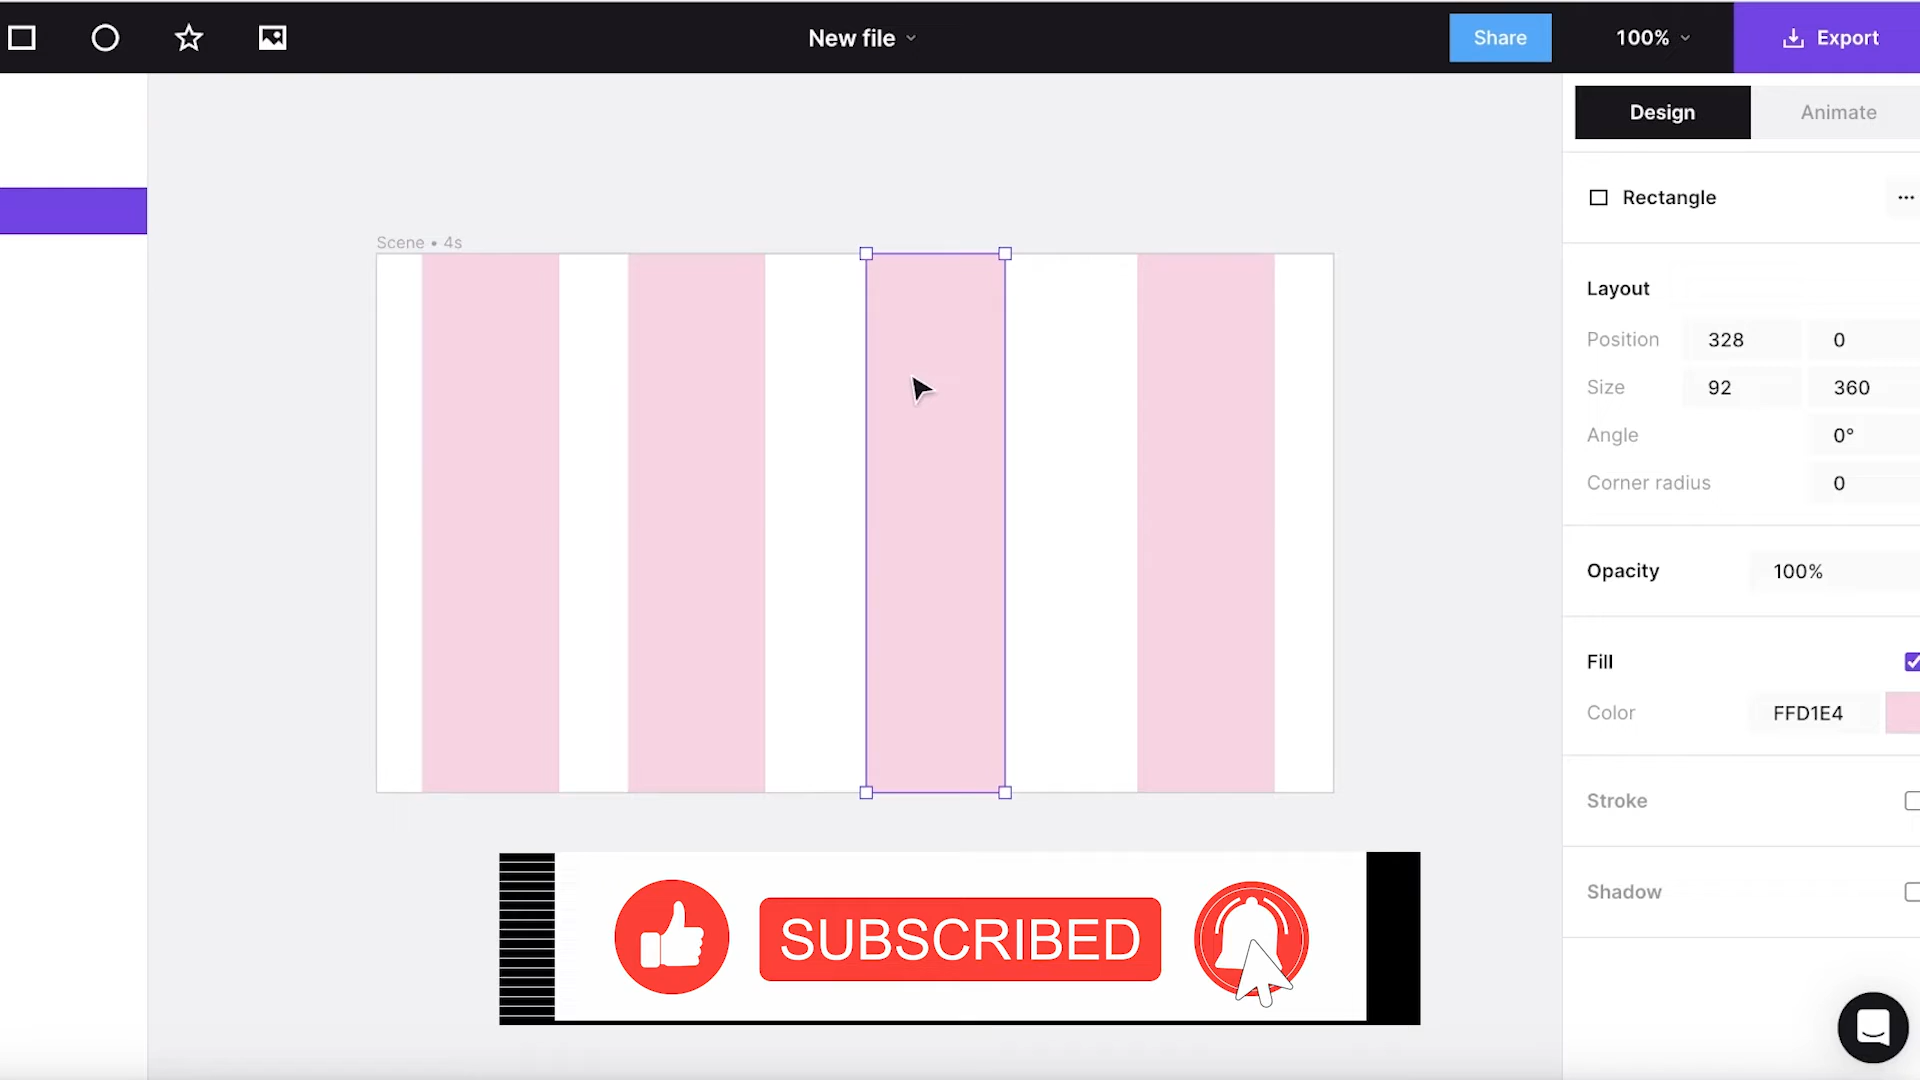 New file
Share
100%
Export
Design
Animate
Rectangle
Scene • 4s
Layout
Position 328 0
Size 92 360
Angle 0°
Corner radius 0
Opacity 100%
Fill
Color FFD1E4
Stroke
Shadow
SUBSCRIBED